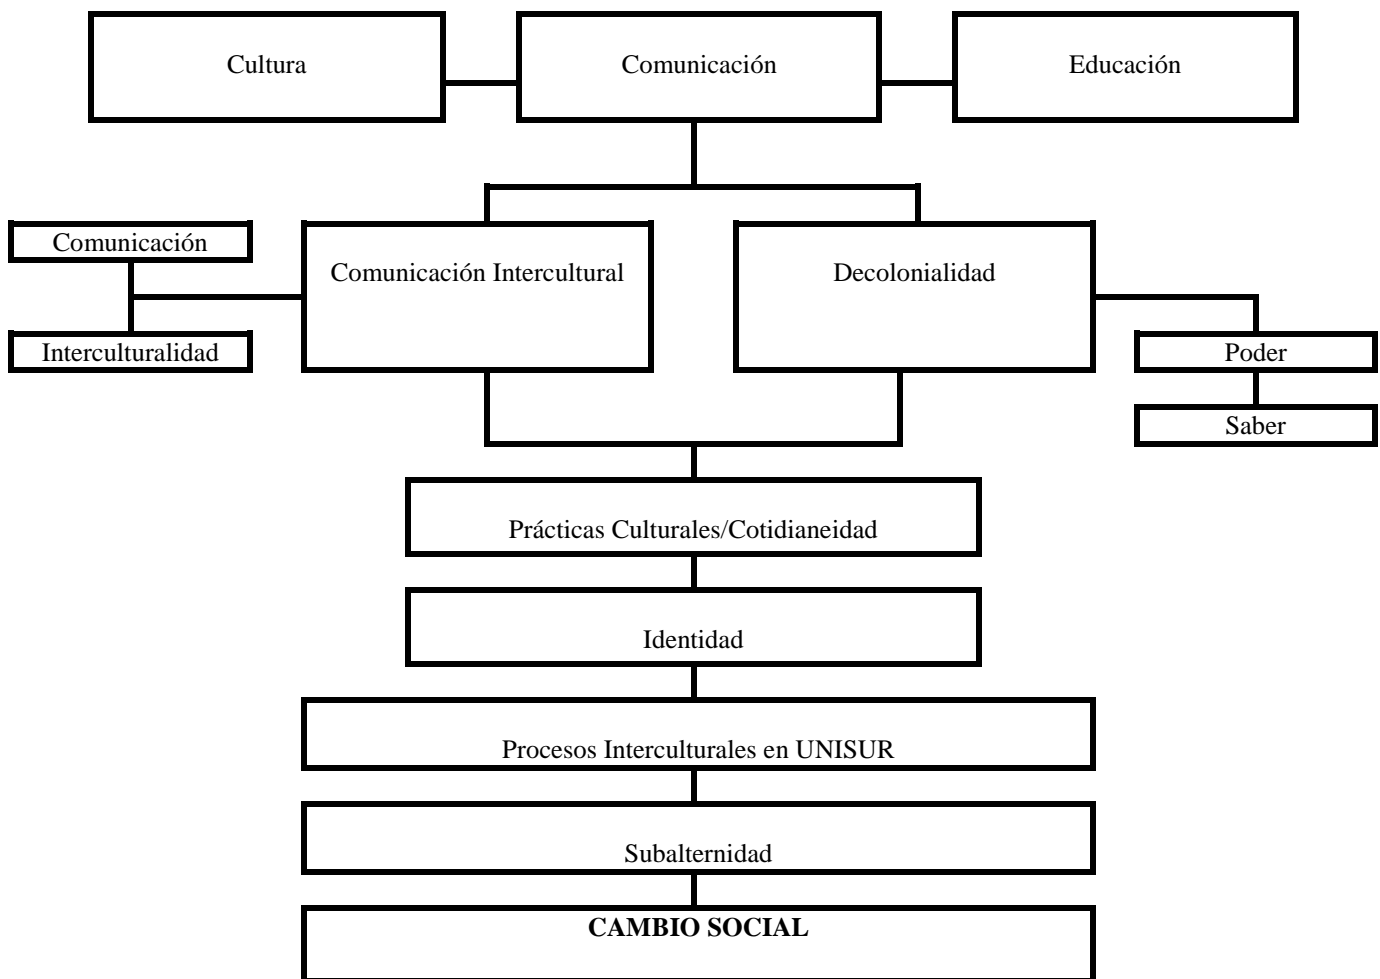 Cultura
Comunicación
Educación
Comunicación
Interculturalidad
Comunicación Intercultural
Decolonialidad
Poder
Saber
Prácticas Culturales/Cotidianeidad
Identidad
Procesos Interculturales en UNISUR
Subalternidad
CAMBIO SOCIAL